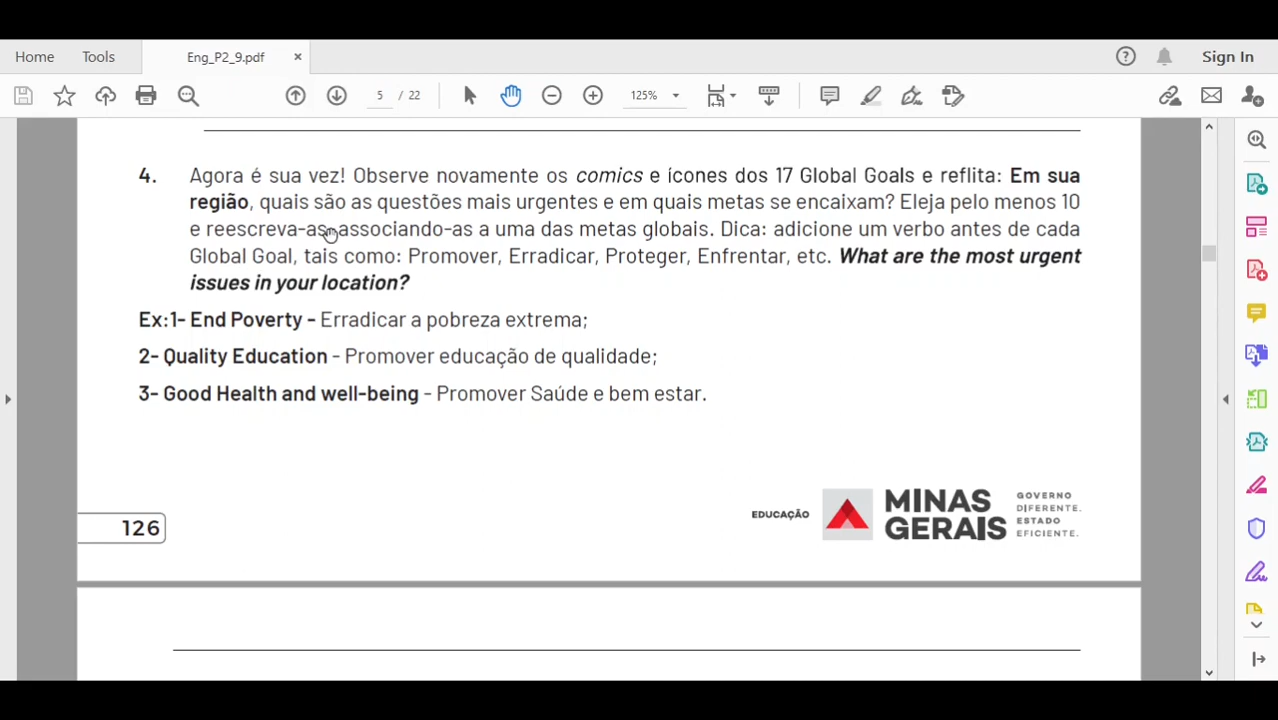 Home Tools Eng_P2_9.pdf × Sign In
5 / 22 125%
4. Agora é sua vez! Observe novamente os comics e ícones dos 17 Global Goals e reflita: Em sua
região, quais são as questões mais urgentes e em quais metas se encaixam? Eleja pelo menos 10
e reescreva-as associando-as a uma das metas globais. Dica: adicione um verbo antes de cada
Global Goal, tais como: Promover, Erradicar, Proteger, Enfrentar, etc. What are the most urgent
issues in your location?
Ex:1- End Poverty - Erradicar a pobreza extrema;
2- Quality Education - Promover educação de qualidade;
3- Good Health and well-being - Promover Saúde e bem estar.
EDUCAÇÃO MINAS GERAIS
GOVERNO
DIFERENTE.
ESTADO
EFICIENTE.
126